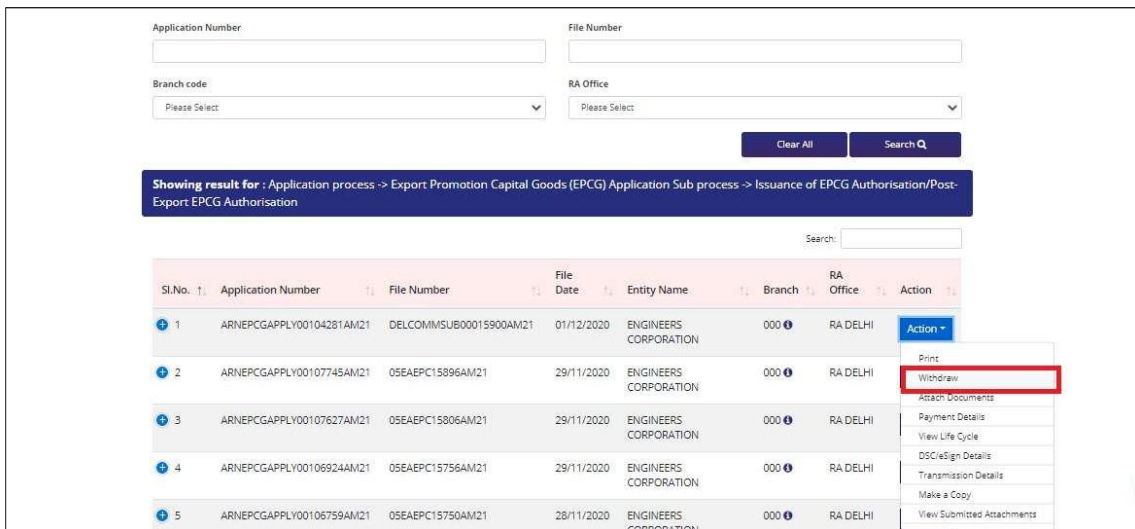 Application Number File Number
Branch code RA Office
Please Select Please Select
Clear All Search
Showing result for : Application process -> Export Promotion Capital Goods (EPCG) Application Sub process -> Issuance of EPCG Authorisation/Post-
Export EPCG Authorisation
Search:
Sl.No. Application Number File Number File Date Entity Name Branch RA Office Action
1 ARNEPCGAPPLY00104281AM21 DELCOMMSUB00015900AM21 01/12/2020 ENGINEERS CORPORATION 000 RA DELHI Action
Print
2 ARNEPCGAPPLY00107745AM21 05EAEPC15896AM21 29/11/2020 ENGINEERS CORPORATION 000 RA DELHI
Withdraw
Attach Documents
3 ARNEPCGAPPLY00107627AM21 05EAEPC15806AM21 29/11/2020 ENGINEERS CORPORATION 000 RA DELHI
Payment Details
View Life Cycle
4 ARNEPCGAPPLY00106924AM21 05EAEPC15756AM21 29/11/2020 ENGINEERS CORPORATION 000 RA DELHI
DSC/eSign Details
Transmission Details
Make a Copy
5 ARNEPCGAPPLY00106759AM21 05EAEPC15750AM21 28/11/2020 ENGINEERS CORPORATION 000 RA DELHI
View Submitted Attachments